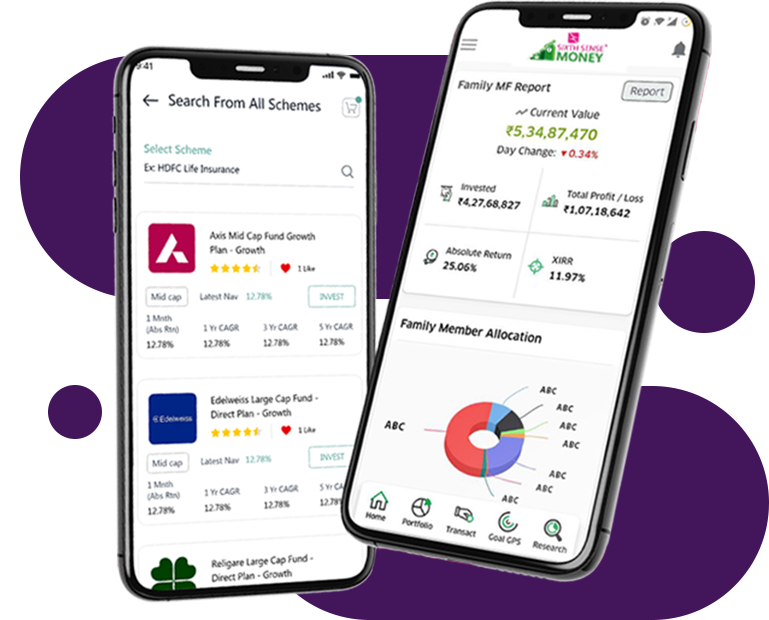 9:41
Search From All Schemes
Select Scheme
Ex: HDFC Life Insurance
Axis Mid Cap Fund Growth
Plan - Growth
1 Like
Mid cap
Latest Nav 12.78%
INVEST
1 Mnth
(Abs Rtn)
1 Yr CAGR
3 Yr CAGR
5 Yr CAGR
12.78%
12.78%
12.78%
12.78%
Edelweiss
Edelweiss Large Cap Fund -
Direct Plan - Growth
1 Like
Mid cap
Latest Nav 12.78%
INVEST
1 Mnth
(Abs Rtn)
1 Yr CAGR
3 Yr CAGR
5 Yr CA
12.78%
12.78%
12.78%
12.78%
Religare Large Cap Fund -
Direct Plan - Growth
SIXTH SENSE
MONEY
Family MF Report
Report
Current Value
₹5,34,87,470
Day Change: ▼0.34%
Invested
₹4,27,68,827
Total Profit / Loss
₹1,07,18,642
Absolute Return
25.06%
XIRR
11.97%
Family Member Allocation
ABC
ABC
ABC
ABC
ABC
ABC
ABC
ABC
Home
Portfolio
Transact
Goal GPS
Research